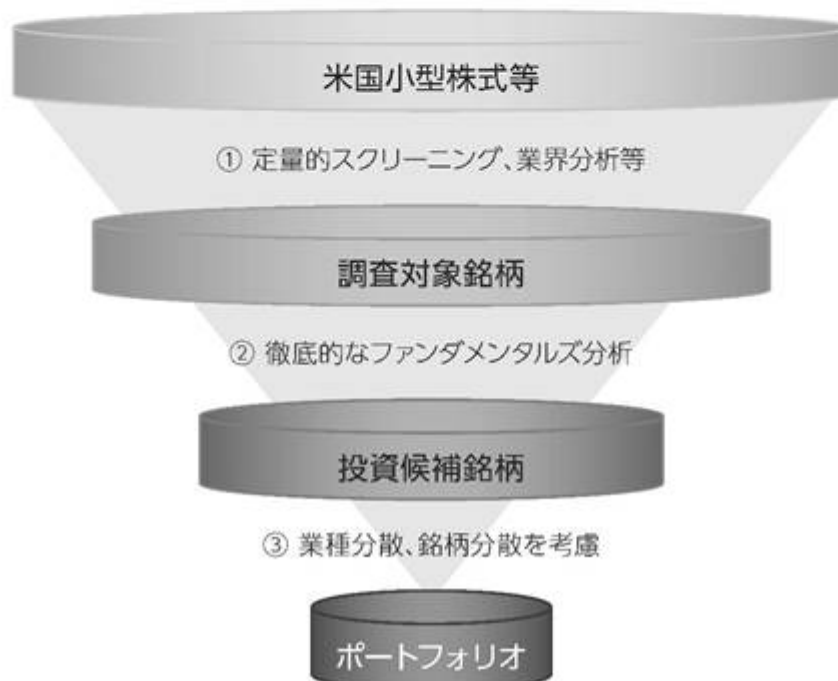 米国小型株式等
① 定量的スクリーニング、業界分析等
調査対象銘柄
② 徹底的なファンダメンタルズ分析
投資候補銘柄
③ 業種分散、銘柄分散を考慮
ポートフォリオ